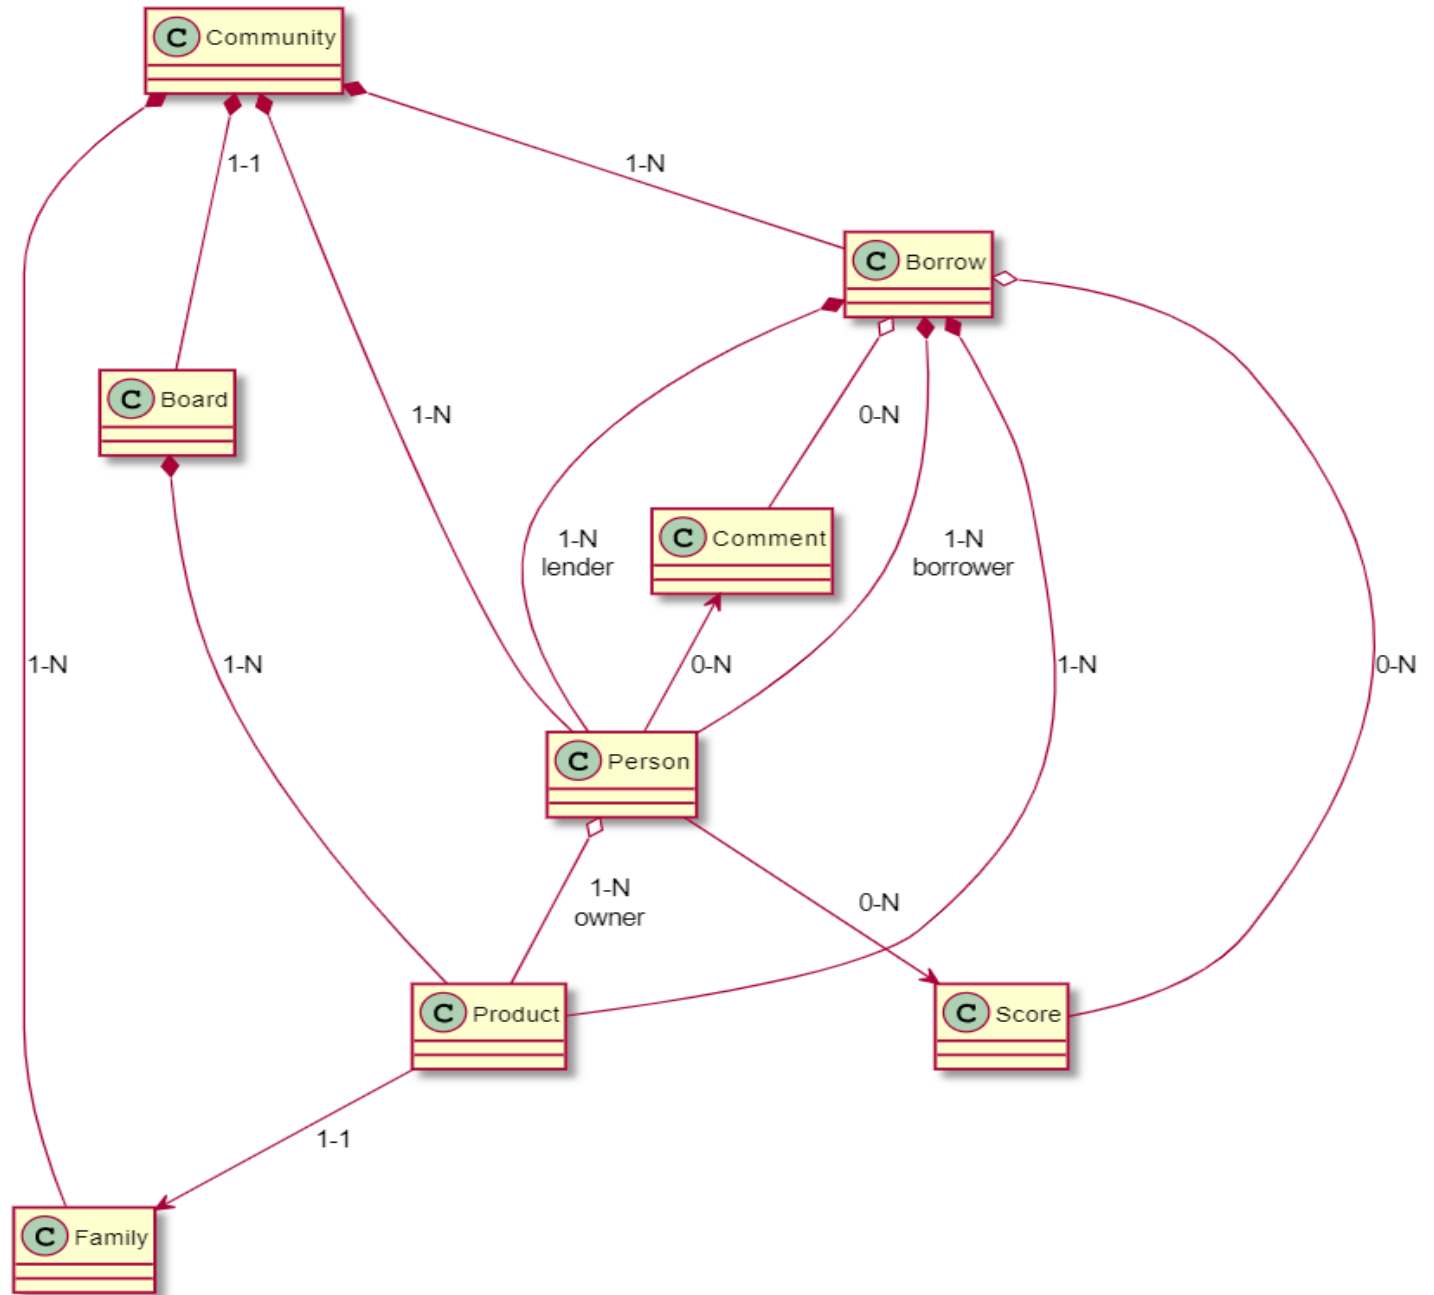 C Community
1-1
1-N
C Borrow
C Board
1-N
0-N
1-N
lender
C Comment
1-N
borrower
1-N
1-N
0-N
1-N
0-N
C Person
1-N
owner
0-N
C Product
C Score
1-1
C Family